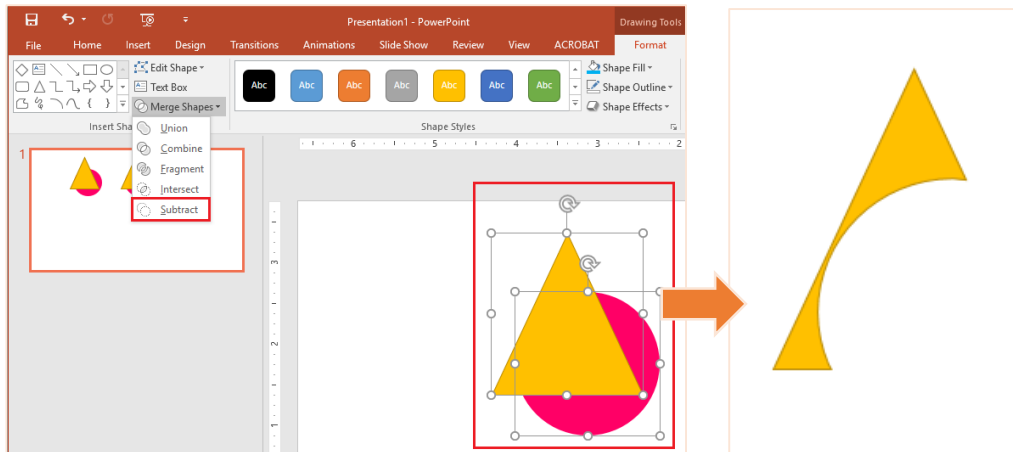 Presentation1 - PowerPoint
Drawing Tools
File Home Insert Design Transitions Animations Slide Show Review View ACROBAT Format
Edit Shape
Text Box
Merge Shapes
Abc Abc Abc Abc Abc Abc Abc
Shape Fill
Shape Outline
Shape Effects
Insert Sha
Shape Styles
Union
Combine
Fragment
Intersect
Subtract
1
6 5 4 3 2
3
2
1